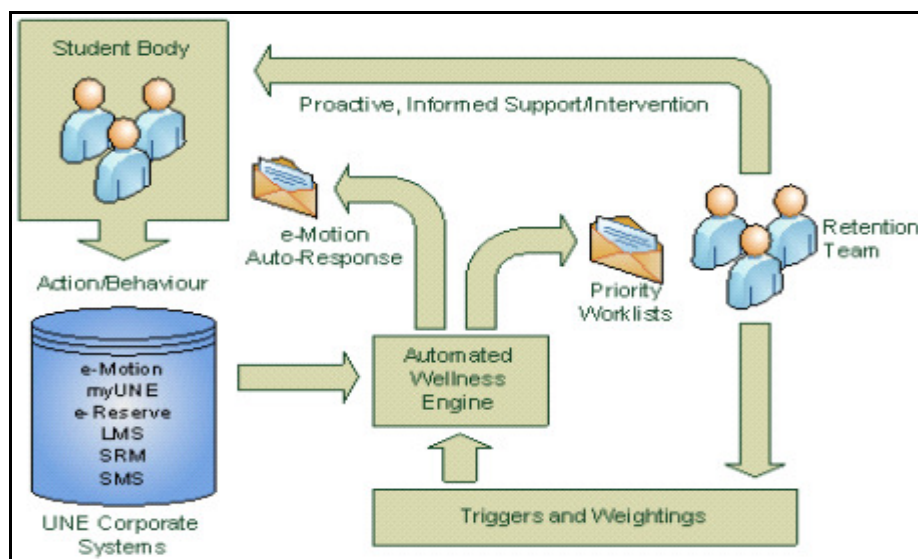 Student Body
Proactive, Informed Support/Intervention
e-Motion
Auto-Response
Retention
Team
Priority
Worklists
Action/Behaviour
e-Motion
myUNE
e-Reserve
LMS
SRM
SMS
Automated
Wellness
Engine
Triggers and Weightings
UNE Corporate
Systems